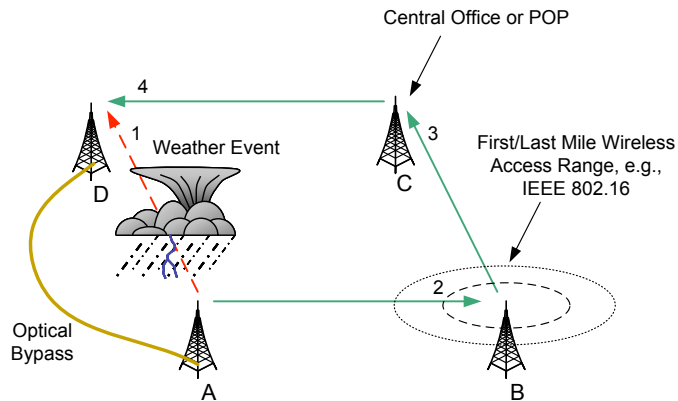 Central Office or POP
4
1
Weather Event
3
First/Last Mile Wireless
Access Range, e.g.,
IEEE 802.16
D
C
2
Optical
Bypass
A
B